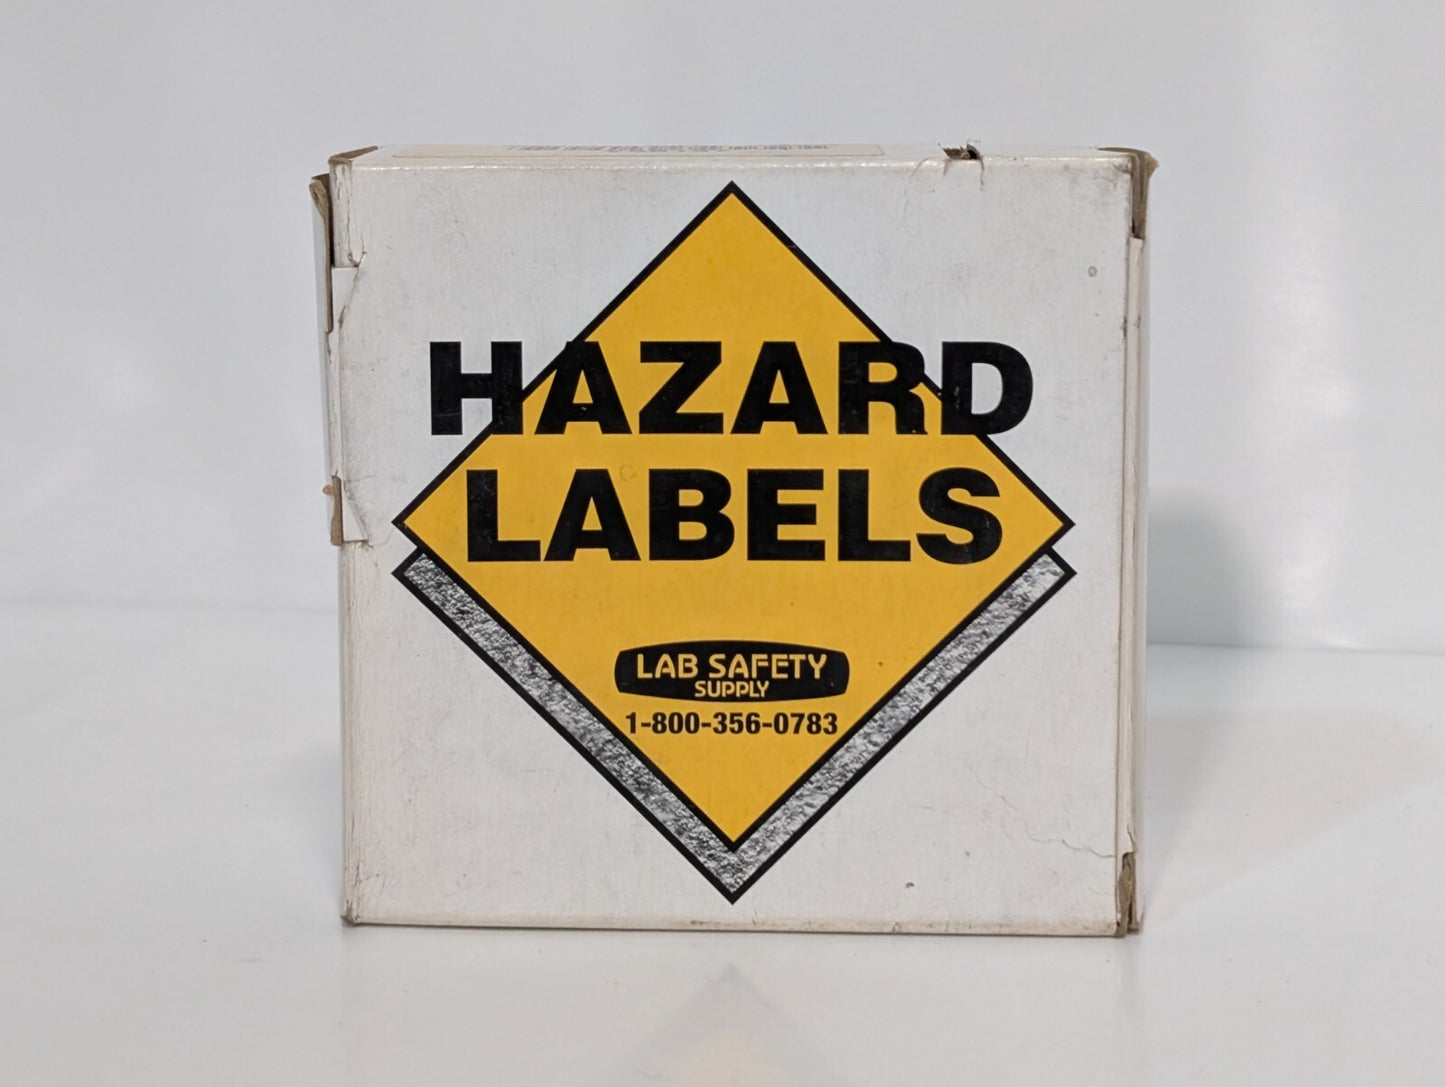 HAZARD
LABELS
LAB SAFETY
SUPPLY
1-800-356-0783